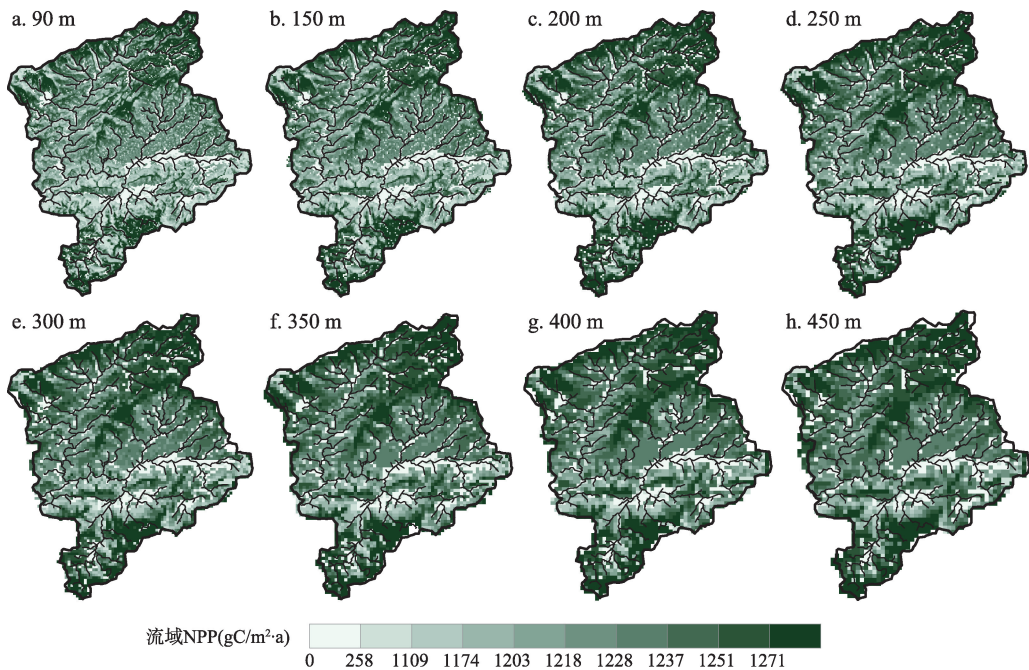 a. 90 m
b. 150 m
c. 200 m
d. 250 m
e. 300 m
f. 350 m
g. 400 m
h. 450 m
流域NPP(gC/m²·a)
0 258 1109 1174 1203 1218 1228 1237 1251 1271